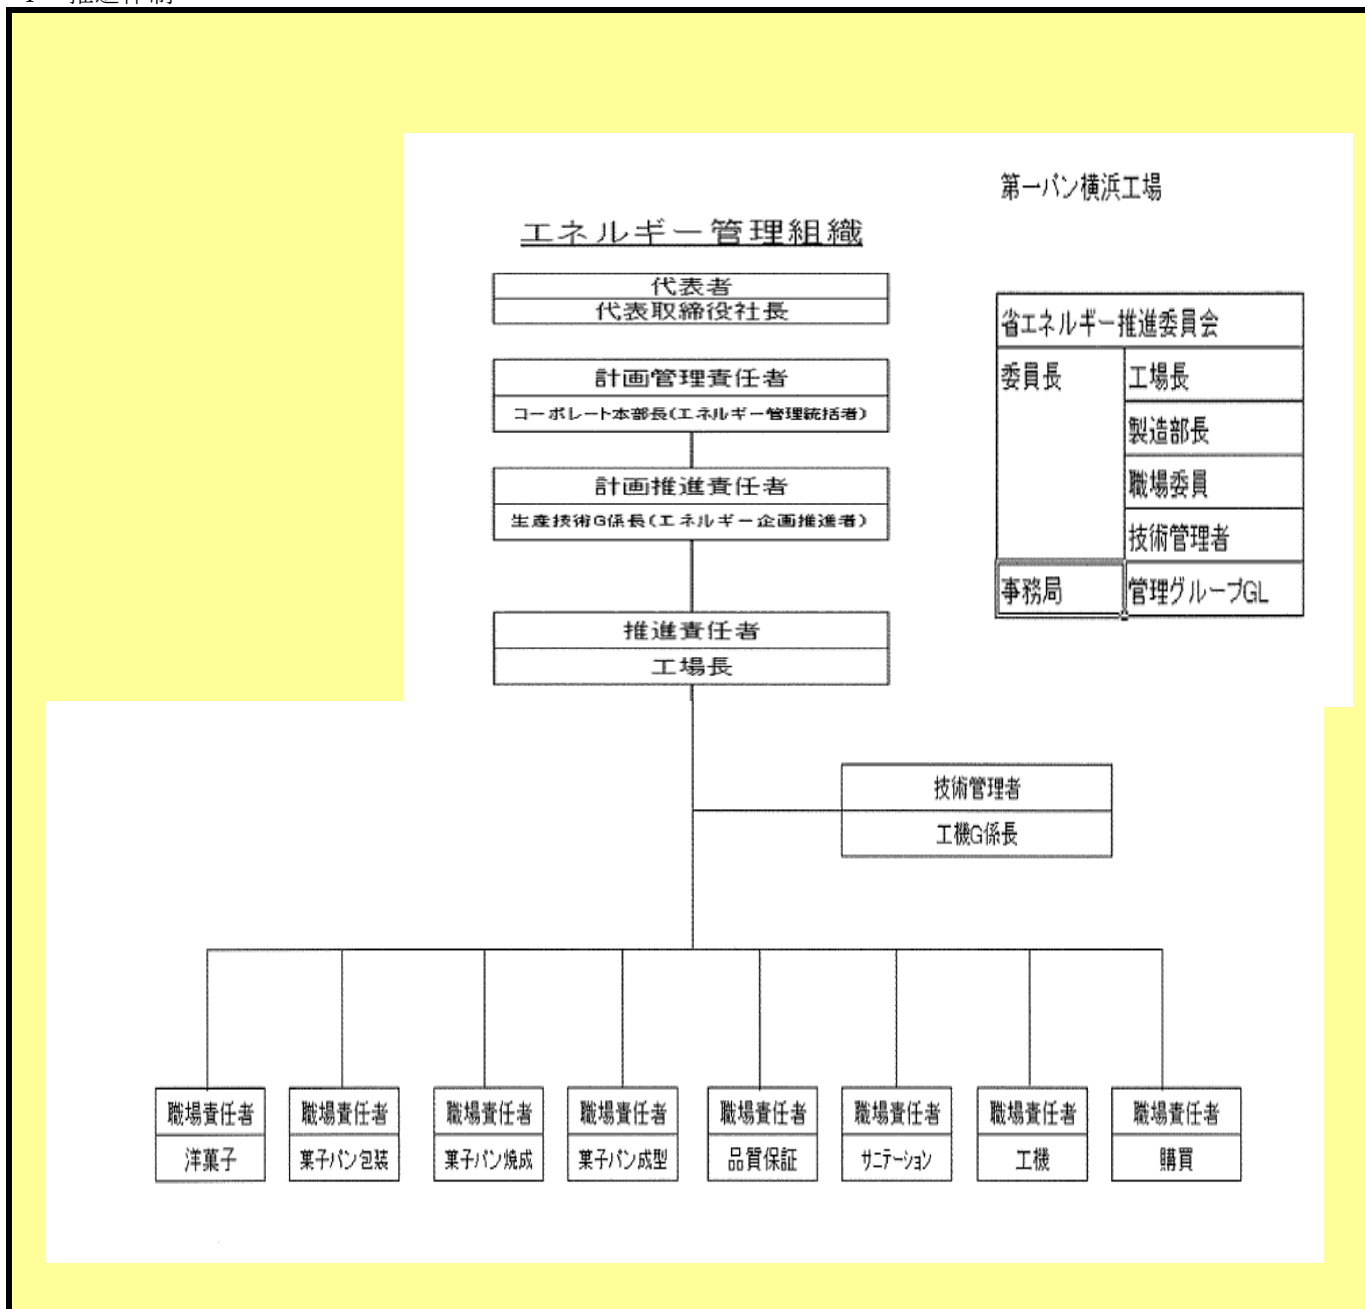 第一パン横浜工場
エネルギー管理組織
代表者
代表取締役社長
計画管理責任者
コーポレート本部長(エネルギー管理統括者)
計画推進責任者
生産技術G係長(エネルギー企画推進者)
推進責任者
工場長
省エネルギー推進委員会
委員長 工場長
製造部長
職場委員
技術管理者
事務局 管理グループGL
技術管理者
工機G係長
職場責任者 職場責任者 職場責任者 職場責任者 職場責任者 職場責任者 職場責任者 職場責任者
洋菓子 菓子パン包装 菓子パン焼成 菓子パン成型 品質保証 サニテーション 工機 購買